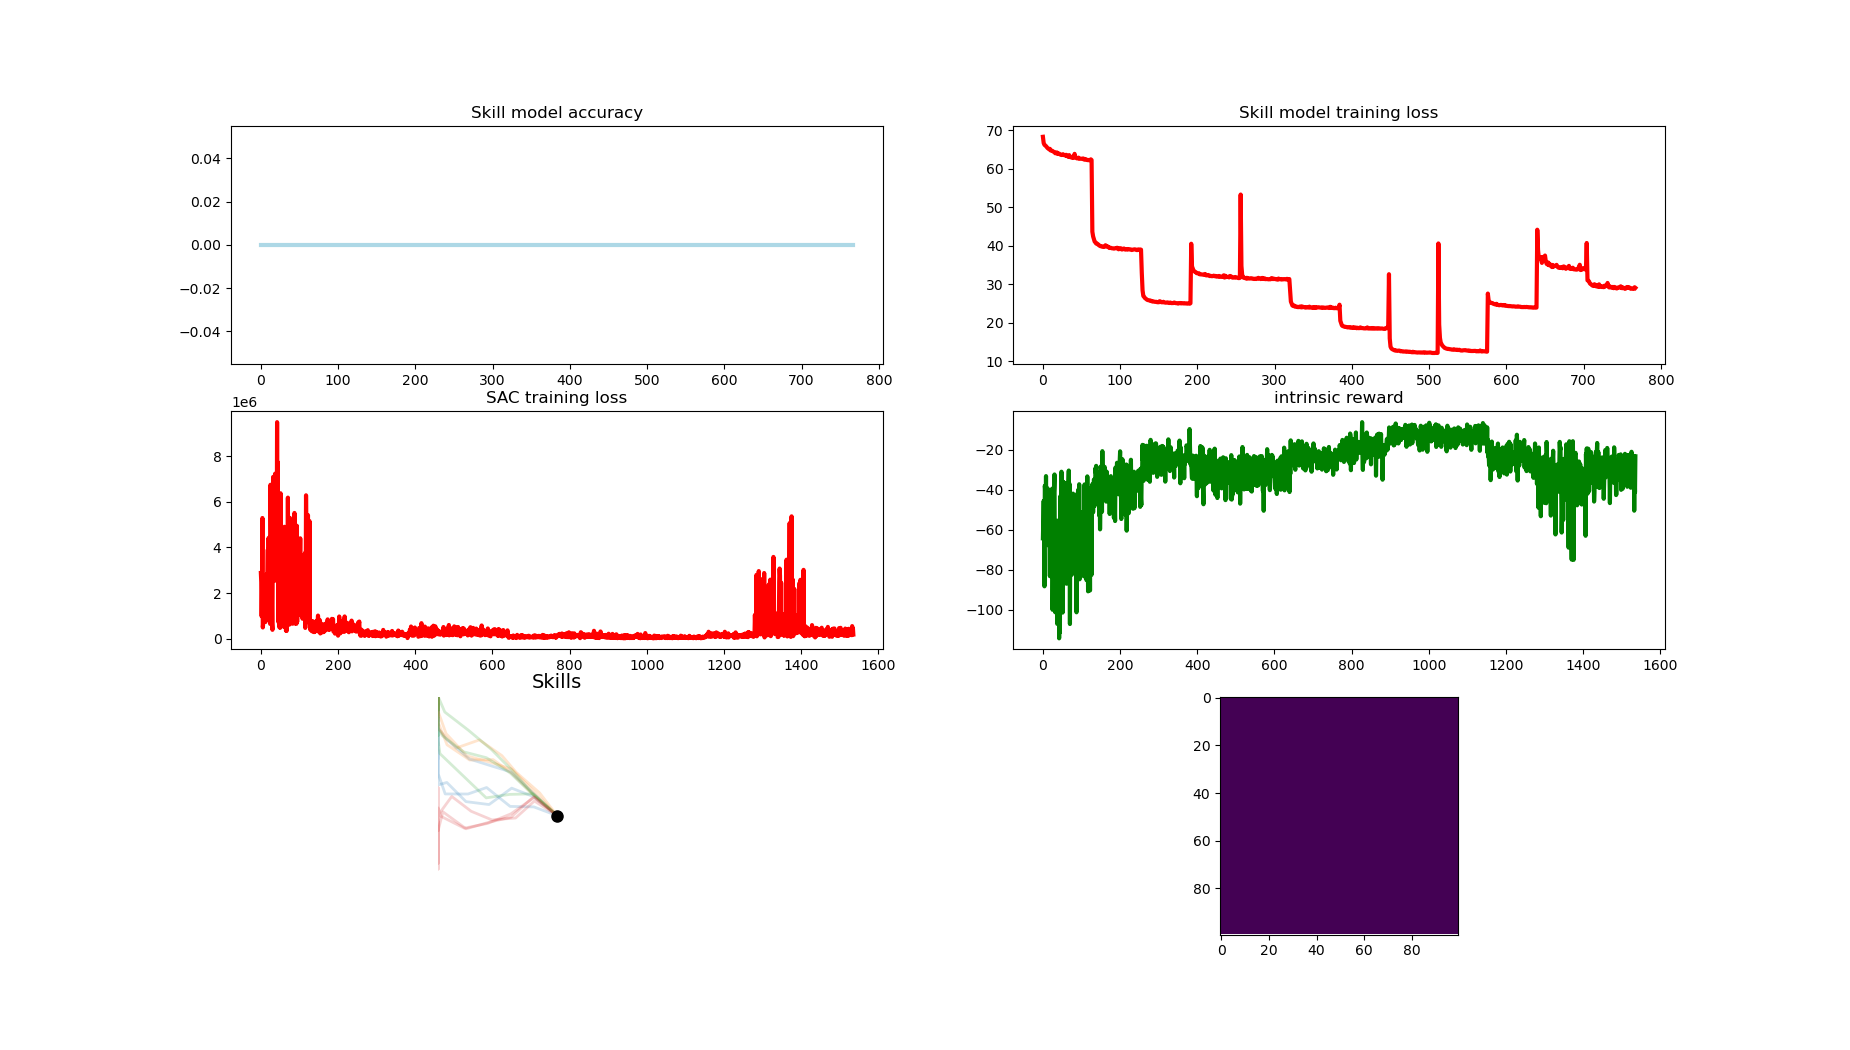 Skill model accuracy
0.04
0.02
0.00
−0.02
−0.04
0 100 200 300 400 500 600 700 800
Skill model training loss
70
60
50
40
30
20
10
0 100 200 300 400 500 600 700 800
SAC training loss
1e6
8
6
4
2
0
0 200 400 600 800 1000 1200 1400 1600
intrinsic reward
−20
−40
−60
−80
−100
0 200 400 600 800 1000 1200 1400 1600
Skills
0
20
40
60
80
0 20 40 60 80